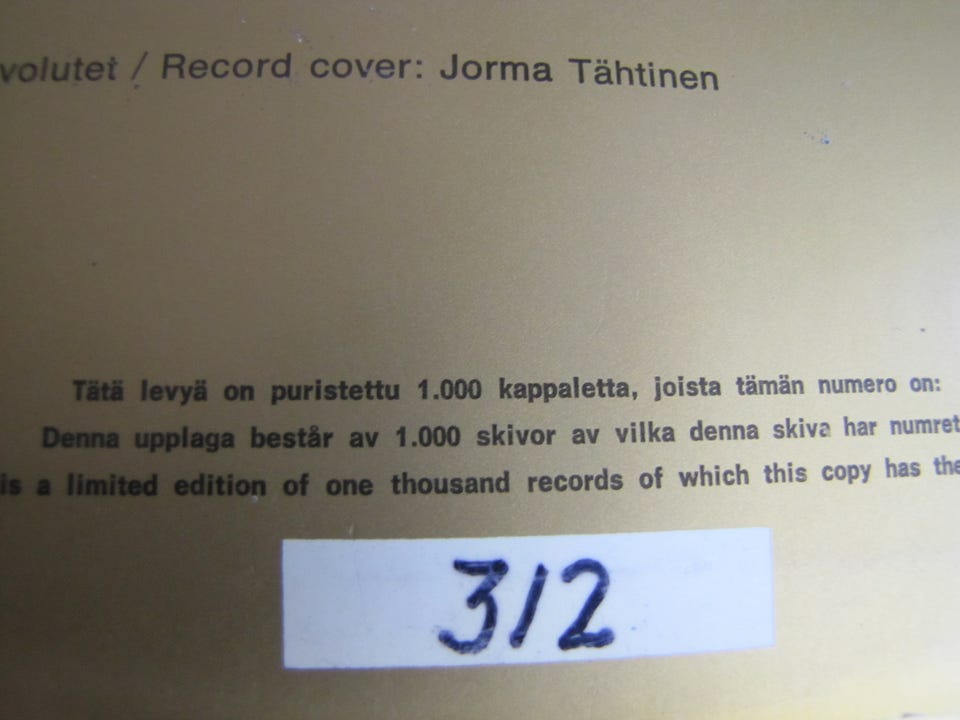 volutet / Record cover: Jorma Tähtinen
Tätä levyä on puristettu 1.000 kappaletta, joista tämän numero on:
Denna upplaga består av 1.000 skivor av vilka denna skiva har numret
is a limited edition of one thousand records of which this copy has the
312